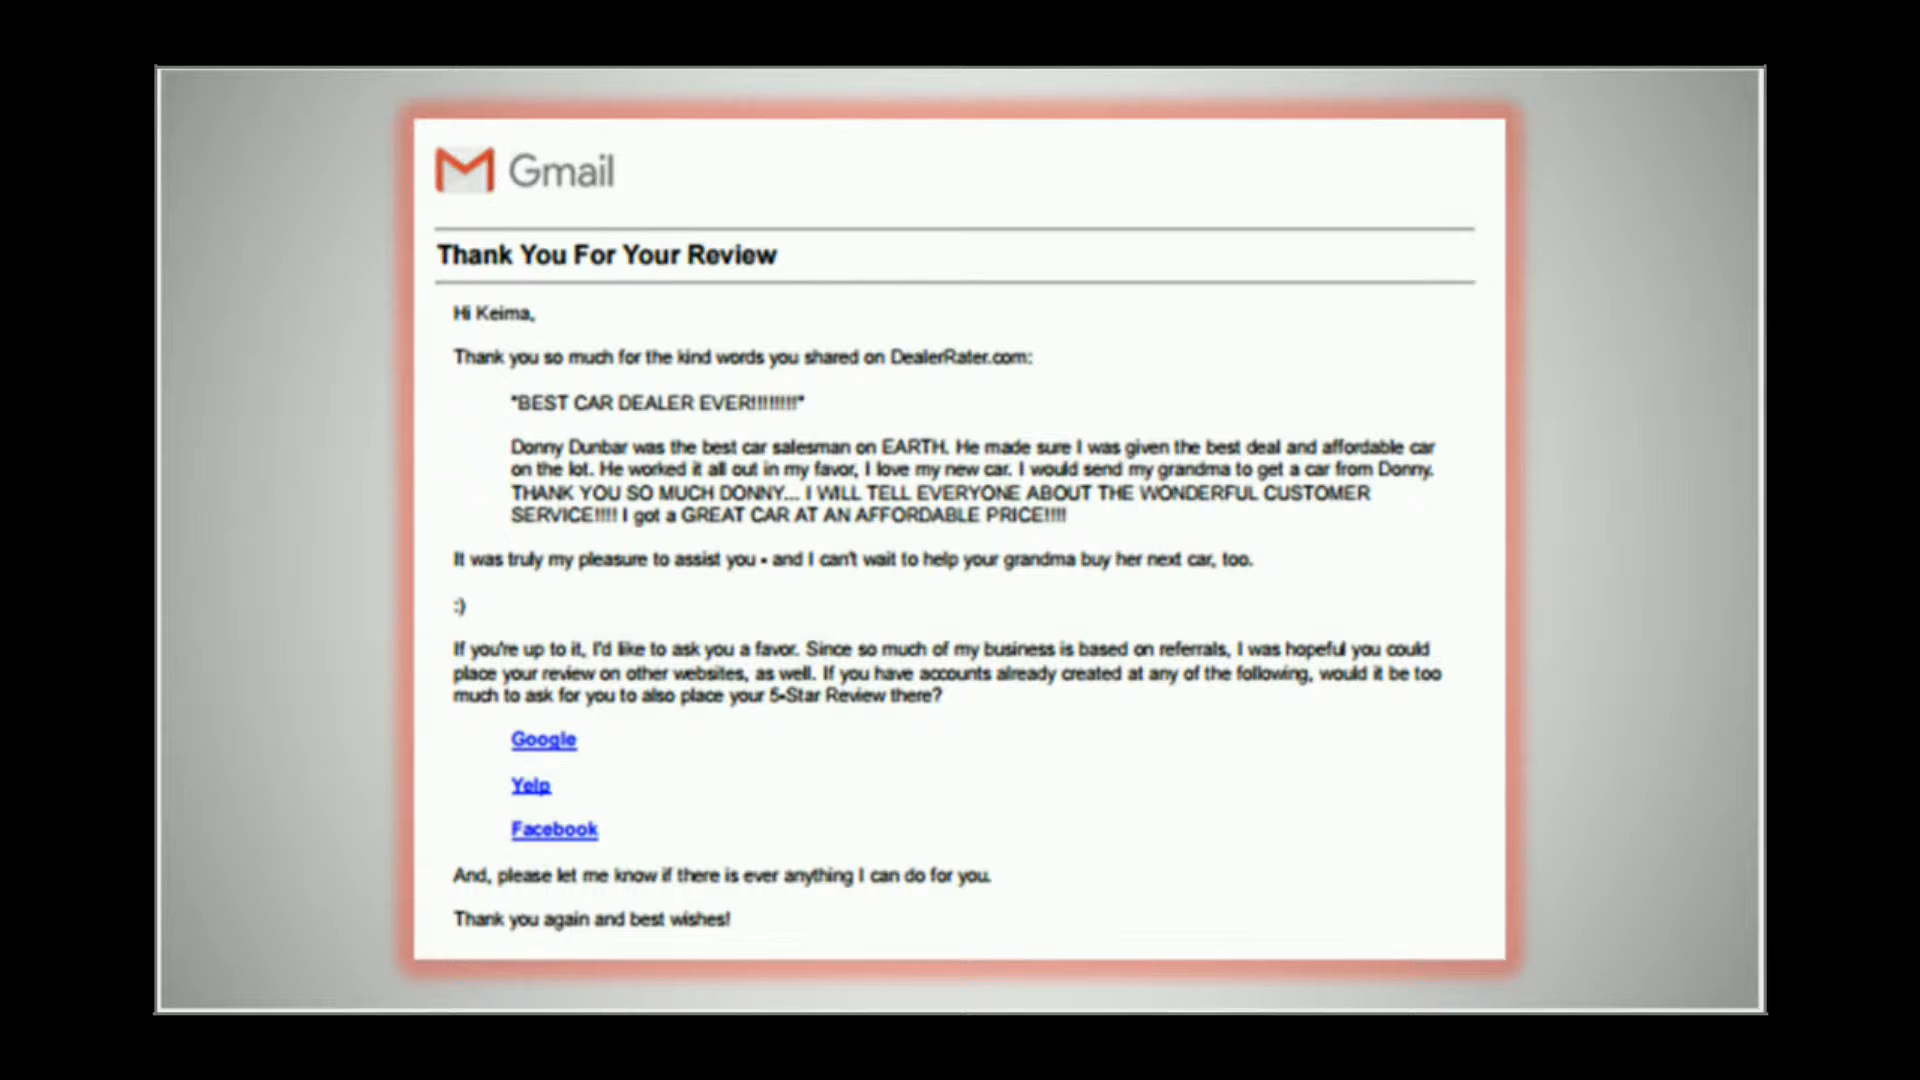 Gmail
Thank You For Your Review
Hi Keima,
Thank you so much for the kind words you shared on DealerRater.com:
"BEST CAR DEALER EVER!!!!!!!!!"
Donny Dunbar was the best car salesman on EARTH. He made sure I was given the best deal and affordable car
on the lot. He worked it all out in my favor, I love my new car. I would send my grandma to get a car from Donny.
THANK YOU SO MUCH DONNY... I WILL TELL EVERYONE ABOUT THE WONDERFUL CUSTOMER
SERVICE!!!! I got a GREAT CAR AT AN AFFORDABLE PRICE!!!!
It was truly my pleasure to assist you - and I can't wait to help your grandma buy her next car, too.
:)
If you're up to it, I'd like to ask you a favor. Since so much of my business is based on referrals, I was hopeful you could
place your review on other websites, as well. If you have accounts already created at any of the following, would it be too
much to ask for you to also place your 5-Star Review there?
Google
Yelp
Facebook
And, please let me know if there is ever anything I can do for you.
Thank you again and best wishes!